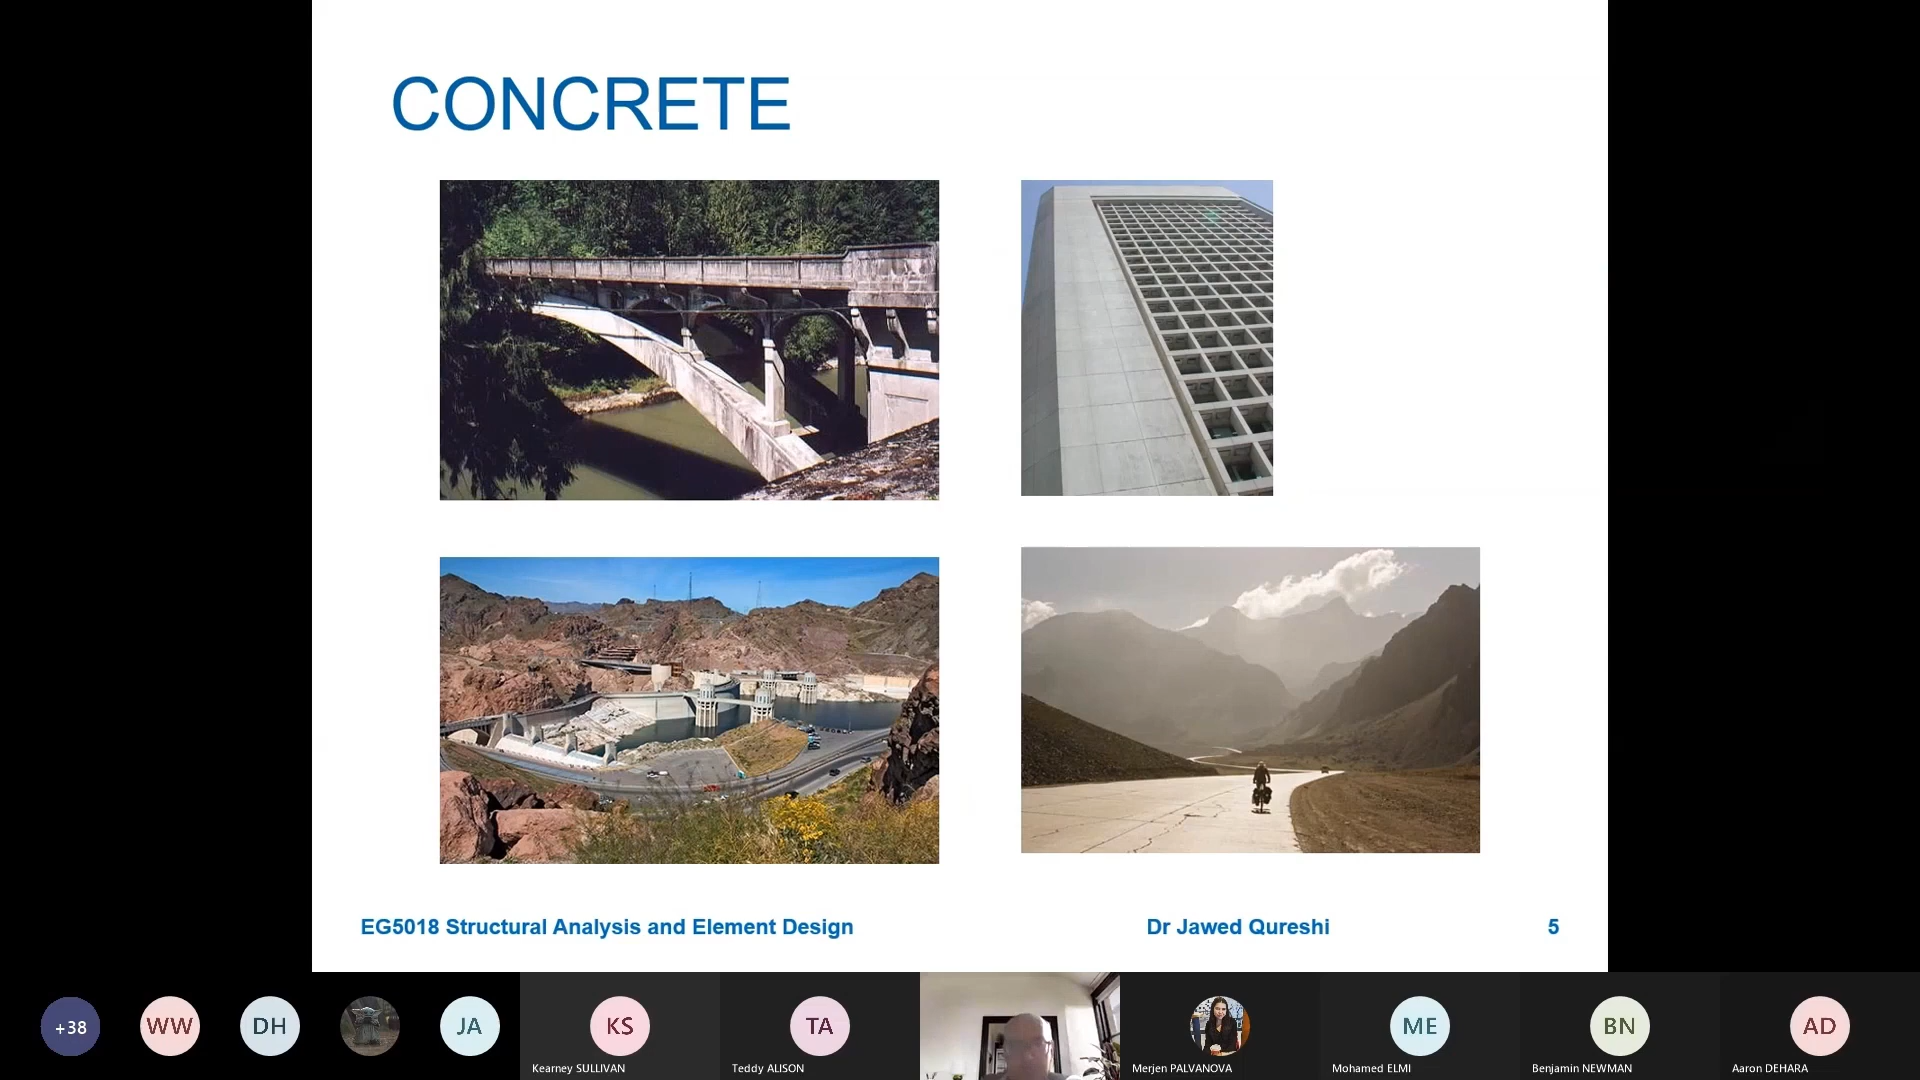 CONCRETE
EG5018 Structural Analysis and Element Design
Dr Jawed Qureshi
5
+38
WW
DH
JA
KS
TA
ME
BN
AD
Kearney SULLIVAN
Teddy ALISON
Merjen PALVANOVA
Mohamed ELMI
Benjamin NEWMAN
Aaron DEHARA